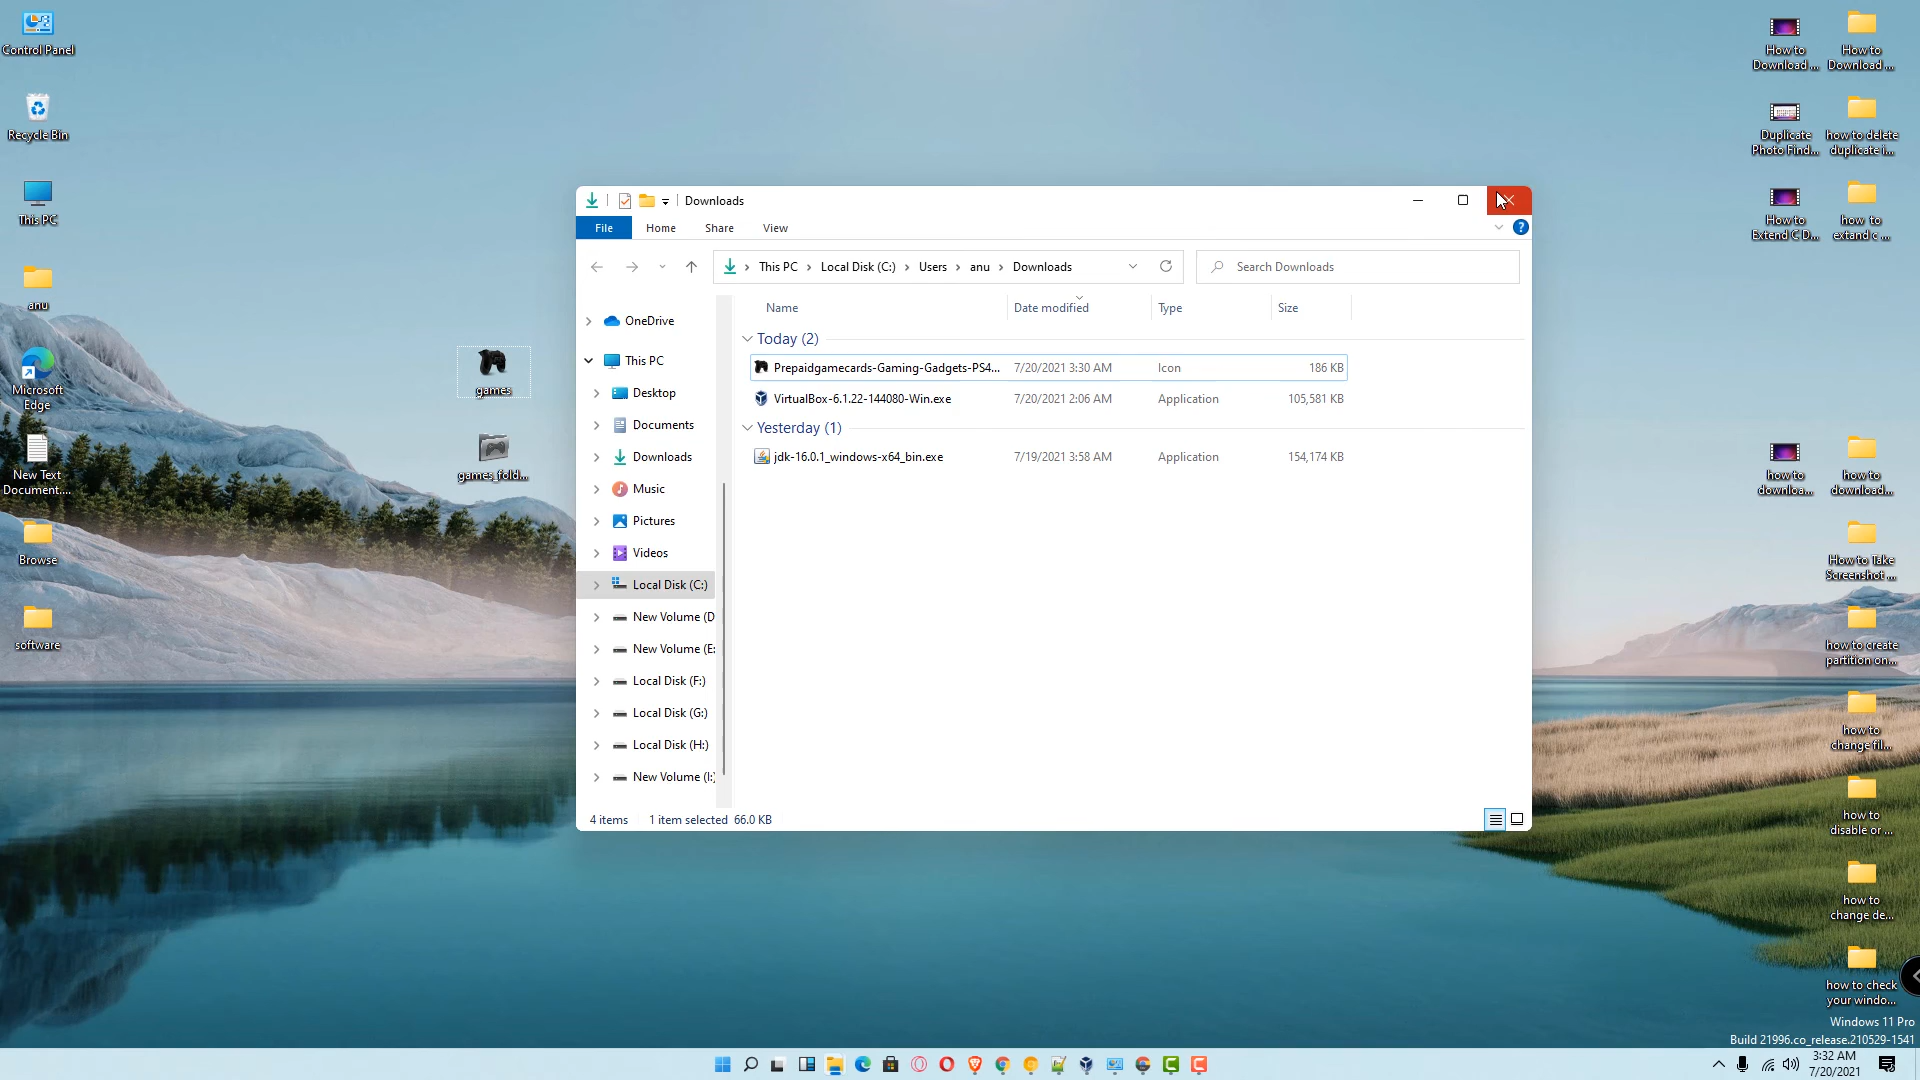 Control Panel
Recycle Bin
This PC
anu
Microsoft
Edge
New Text
Document....
Browse
software
games
games_fold...
Downloads
File
Home
Share
View
This PC
Local Disk (C:)
Users
anu
Downloads
Search Downloads
OneDrive
This PC
Desktop
Documents
Downloads
Music
Pictures
Videos
Local Disk (C:)
New Volume (D
New Volume (E:
Local Disk (F:)
Local Disk (G:)
Local Disk (H:)
New Volume (I:)
Name
Date modified
Type
Size
Today (2)
Prepaidgamecards-Gaming-Gadgets-PS4... 7/20/2021 3:30 AM Icon 186 KB
VirtualBox-6.1.22-144080-Win.exe 7/20/2021 2:06 AM Application 105,581 KB
Yesterday (1)
jdk-16.0.1_windows-x64_bin.exe 7/19/2021 3:58 AM Application 154,174 KB
4 items 1 item selected 66.0 KB
How to
Download ...
How to
Download ...
Duplicate
Photo Find...
how to delete
duplicate i...
How to
Extend C D...
how to
extand c ...
how to
downloa...
how to
download...
How to Take
Screenshot ...
how to create
partition on...
how to
change fil...
how to
disable or ...
how to
change de...
how to check
your windo...
Windows 11 Pro
Build 21996.co_release.210529-1541
3:32 AM
7/20/2021